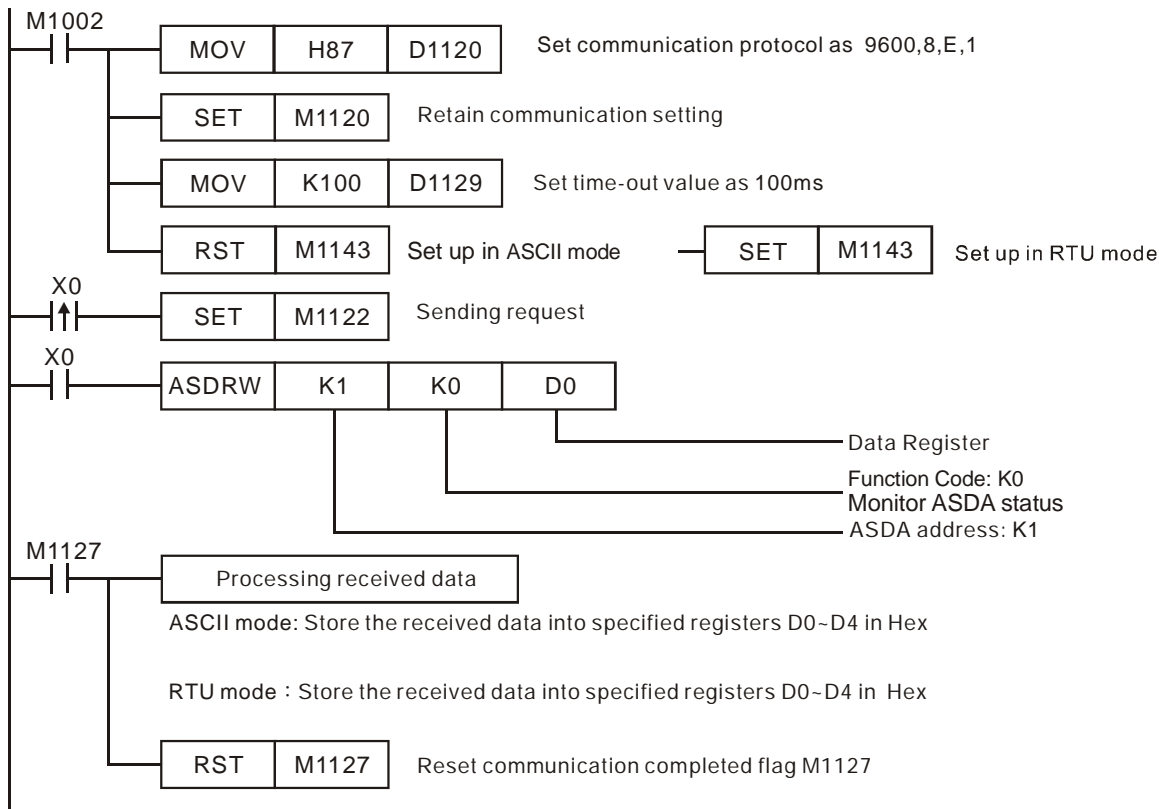 M1002
MOV H87 D1120 Set communication protocol as 9600,8,E,1
SET M1120 Retain communication setting
MOV K100 D1129 Set time-out value as 100ms
RST M1143 Set up in ASCII mode SET M1143 Set up in RTU mode
X0
SET M1122 Sending request
X0
ASDRW K1 K0 D0
Data Register
Function Code: K0
Monitor ASDA status
ASDA address: K1
M1127
Processing received data
ASCII mode: Store the received data into specified registers D0~D4 in Hex
RTU mode：Store the received data into specified registers D0~D4 in Hex
RST M1127 Reset communication completed flag M1127